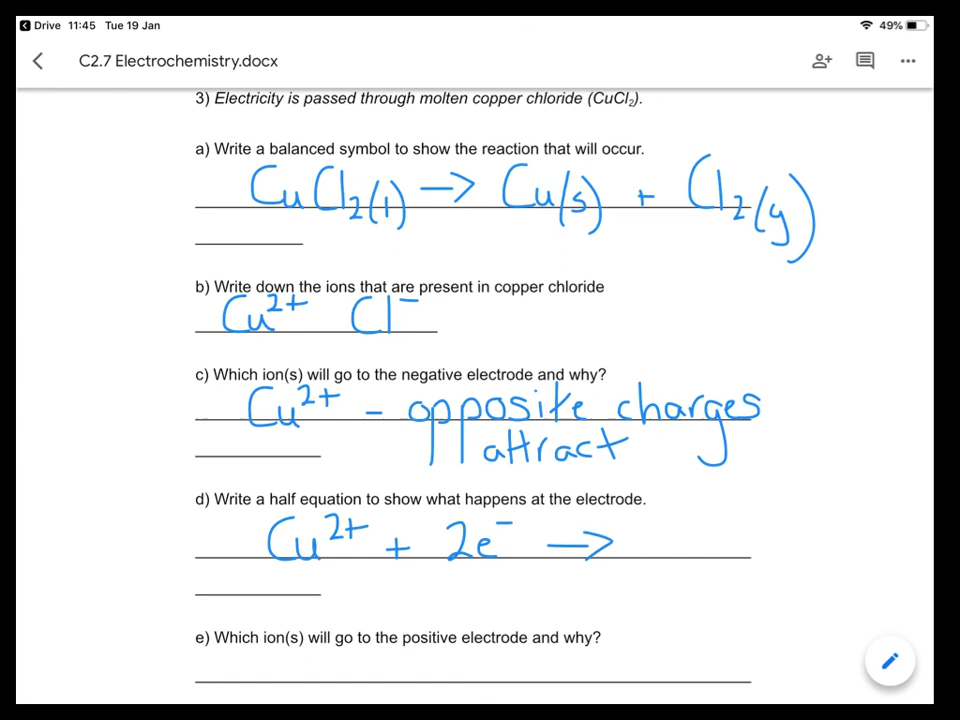 Drive 11:45 Tue 19 Jan 49%
C2.7 Electrochemistry.docx
3) Electricity is passed through molten copper chloride (CuCl₂).
a) Write a balanced symbol to show the reaction that will occur.
CuCl₂(l) → Cu(s) + Cl₂(g)
b) Write down the ions that are present in copper chloride
Cu²⁺ Cl⁻
c) Which ion(s) will go to the negative electrode and why?
Cu²⁺ - opposite charges
attract
d) Write a half equation to show what happens at the electrode.
Cu²⁺ + 2e⁻ →
e) Which ion(s) will go to the positive electrode and why?